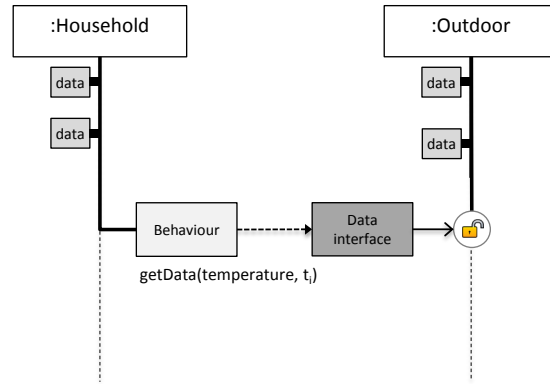 :Household
:Outdoor
data
data
data
data
Behaviour
Data
interface
getData(temperature, tᵢ)